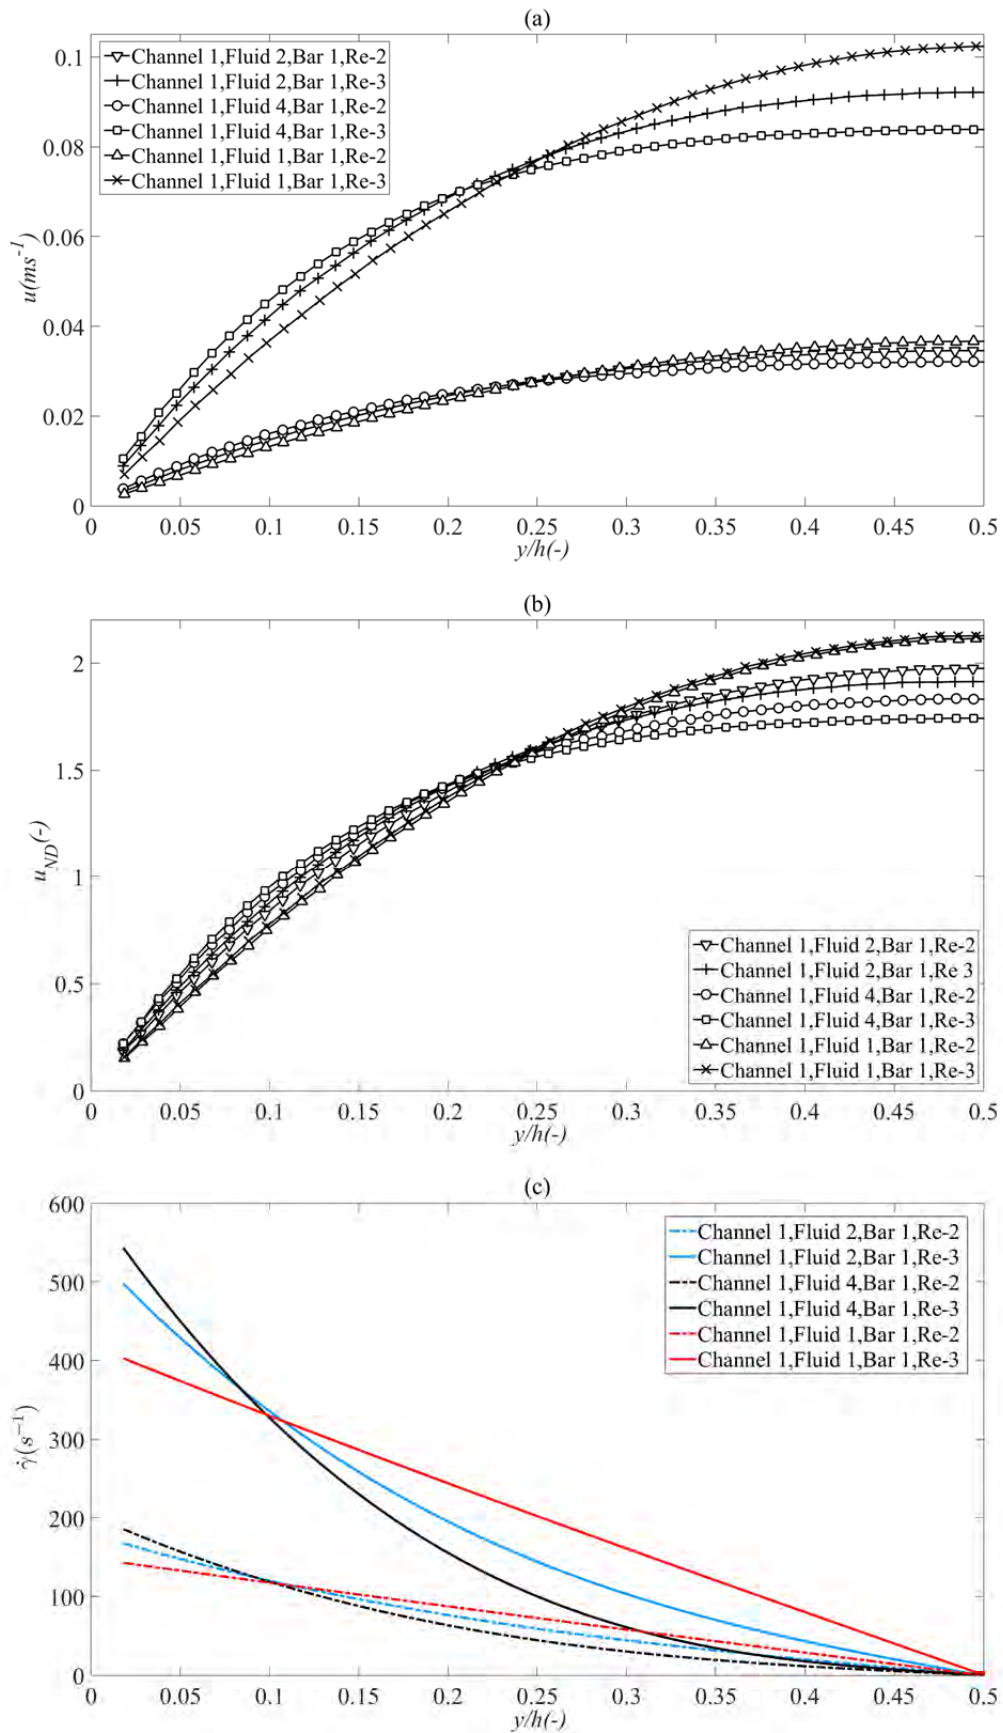 (a)
0.1
0.08
0.06
0.04
0.02
0
u(ms⁻¹)
Channel 1,Fluid 2,Bar 1,Re-2
Channel 1,Fluid 2,Bar 1,Re-3
Channel 1,Fluid 4,Bar 1,Re-2
Channel 1,Fluid 4,Bar 1,Re-3
Channel 1,Fluid 1,Bar 1,Re-2
Channel 1,Fluid 1,Bar 1,Re-3
0 0.05 0.1 0.15 0.2 0.25 0.3 0.35 0.4 0.45 0.5
y/h(-)
(b)
2
1.5
1
0.5
0
u_ND(-)
Channel 1,Fluid 2,Bar 1,Re-2
Channel 1,Fluid 2,Bar 1,Re 3
Channel 1,Fluid 4,Bar 1,Re-2
Channel 1,Fluid 4,Bar 1,Re-3
Channel 1,Fluid 1,Bar 1,Re-2
Channel 1,Fluid 1,Bar 1,Re-3
0 0.05 0.1 0.15 0.2 0.25 0.3 0.35 0.4 0.45 0.5
y/h(-)
(c)
600
500
400
300
200
100
0
γ̇(s⁻¹)
Channel 1,Fluid 2,Bar 1,Re-2
Channel 1,Fluid 2,Bar 1,Re-3
Channel 1,Fluid 4,Bar 1,Re-2
Channel 1,Fluid 4,Bar 1,Re-3
Channel 1,Fluid 1,Bar 1,Re-2
Channel 1,Fluid 1,Bar 1,Re-3
0 0.05 0.1 0.15 0.2 0.25 0.3 0.35 0.4 0.45 0.5
y/h(-)